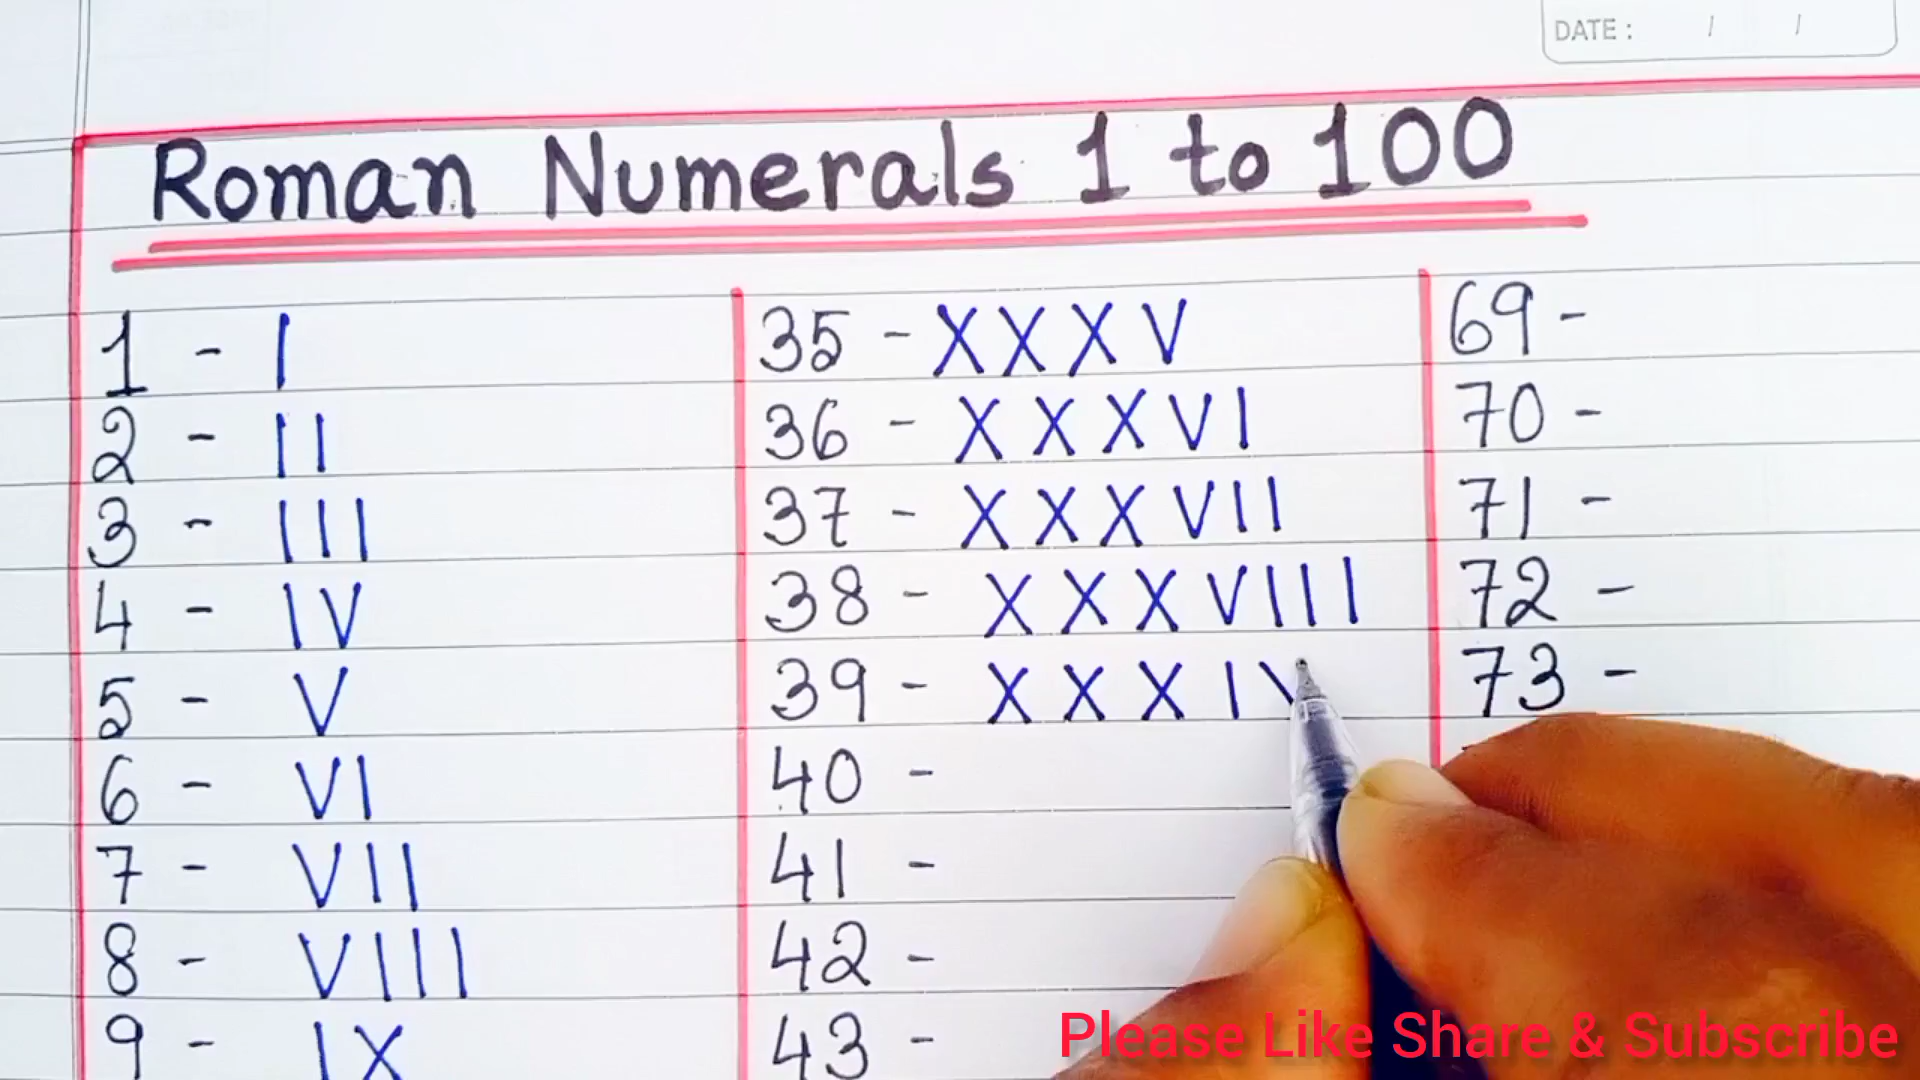 DATE : / /
Roman Numerals 1 to 100
1 - I
2 - II
3 - III
4 - IV
5 - V
6 - VI
7 - VII
8 - VIII
9 - IX
35 - XXXV
36 - XXXVI
37 - XXXVII
38 - XXXVIII
39 - XXXI
40 -
41 -
42 -
43 -
69 -
70 -
71 -
72 -
73 -
Please Like Share & Subscribe